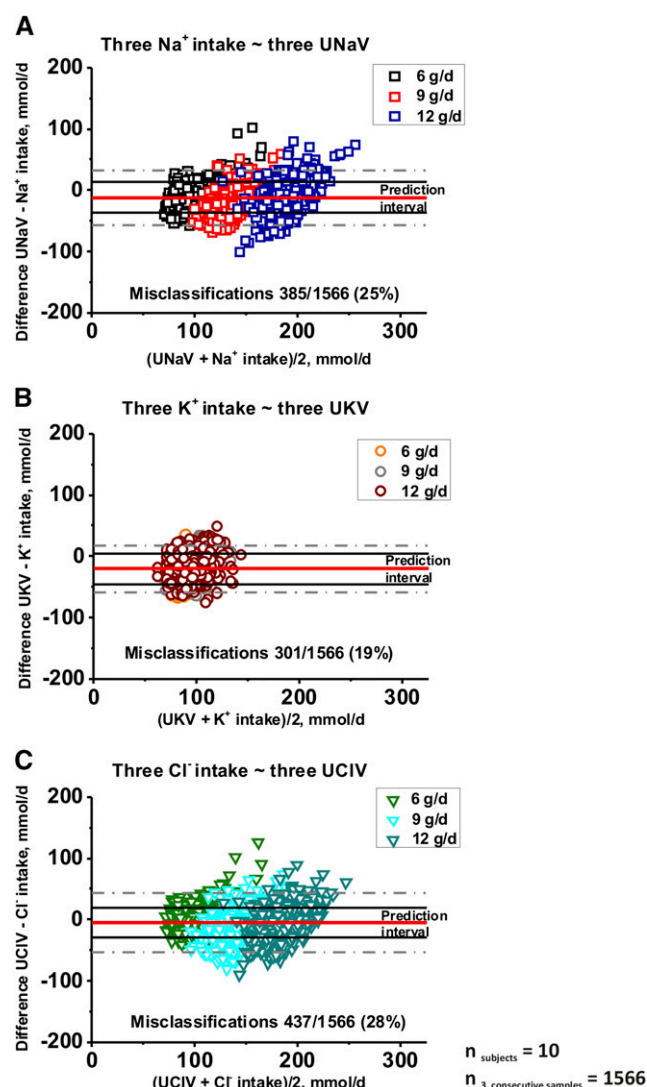 A
Three Na⁺ intake ~ three UNaV
Difference UNaV - Na⁺ intake, mmol/d
200
100
0
-100
-200
6 g/d
9 g/d
12 g/d
Prediction
interval
Misclassifications 385/1566 (25%)
0 100 200 300
(UNaV + Na⁺ intake)/2, mmol/d
B
Three K⁺ intake ~ three UKV
Difference UKV - K⁺ intake, mmol/d
200
100
0
-100
-200
6 g/d
9 g/d
12 g/d
Prediction
interval
Misclassifications 301/1566 (19%)
0 100 200 300
(UKV + K⁺ intake)/2, mmol/d
C
Three Cl⁻ intake ~ three UClV
Difference UClV - Cl⁻ intake, mmol/d
200
100
0
-100
-200
6 g/d
9 g/d
12 g/d
Prediction
interval
Misclassifications 437/1566 (28%)
0 100 200 300
(UClV + Cl⁻ intake)/2, mmol/d
n subjects = 10
n 3 consecutive samples = 1566